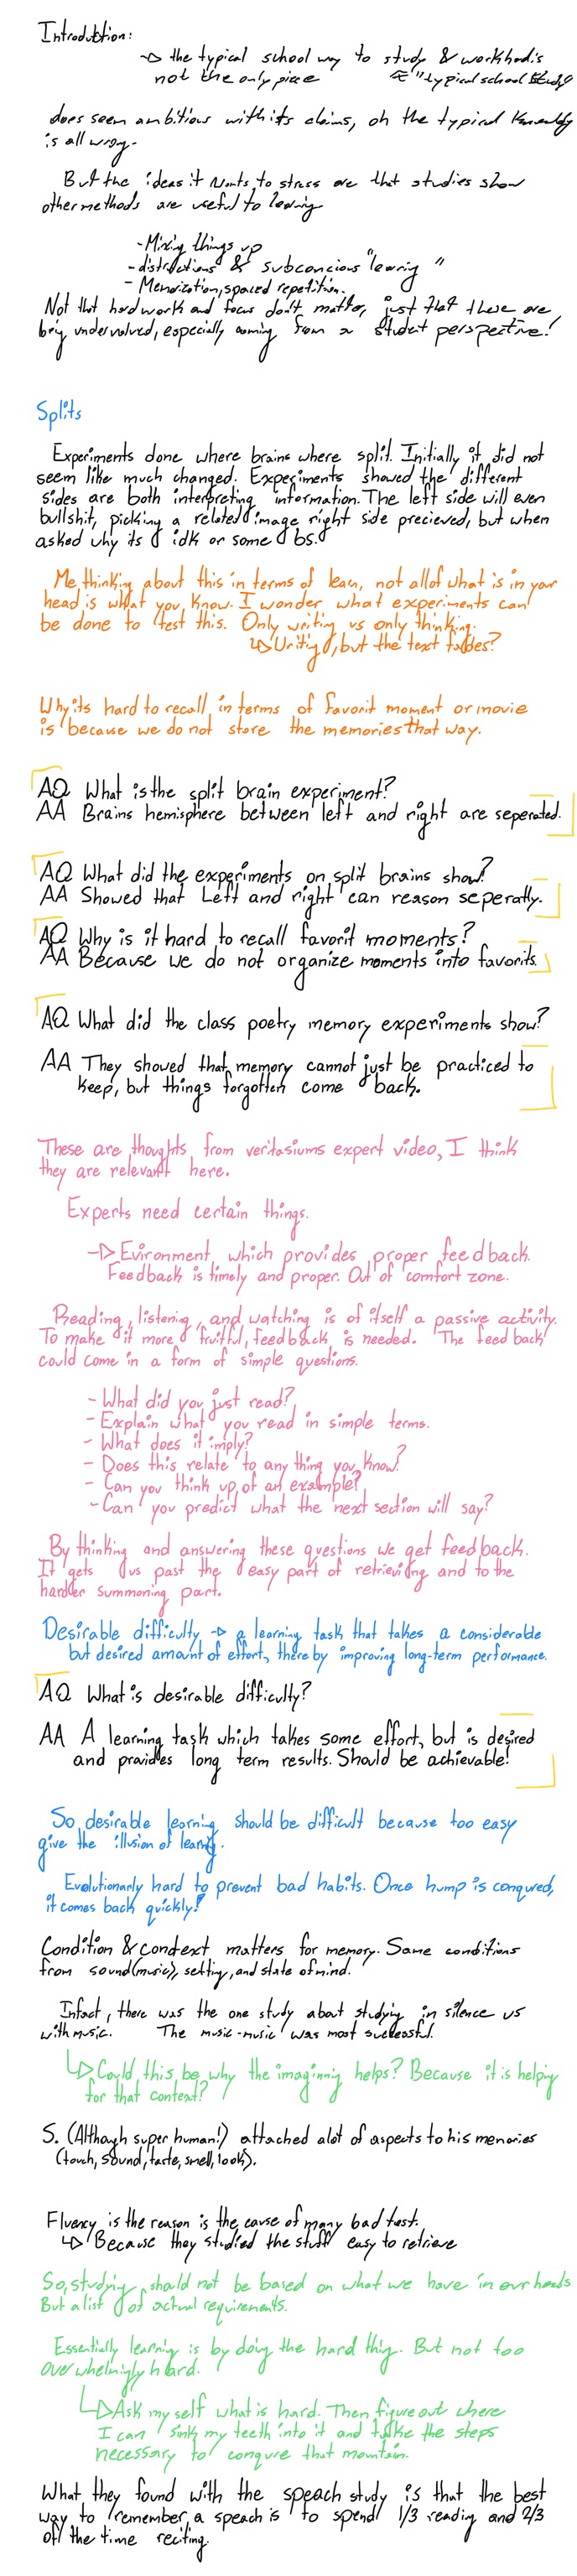 Introduction:
→ the typical school way to study & workhard is
not the only piece ← "typical school study"
does seem ambitious with its claims, oh the typical knowledge
is all wrong.
But the ideas it wants to stress are that studies show
other methods are useful to learning
- Mixing things up
- distractions & subconcious "learing"
- Memorization, spaced repetition.
Not that hard work and focus don't matter, just that these are
being undervalued, especially coming from a student perspective!
Splits
Experiments done where brains where split. Initially it did not
seem like much changed. Experiments showed the different
sides are both interpreting information. The left side will even
bullshit, picking a related image right side precieved, but when
asked why its idk or some bs.
Me thinking about this in terms of learn, not all of what is in your
head is what you know. I wonder what experiments can
be done to test this. Only writing vs only thinking.
↳ Writing, but the text fades?
Why its hard to recall in terms of favorit moment or movie
is because we do not store the memories that way.
AQ What is the split brain experiment?
AA Brains hemisphere between left and right are seperated.
AQ What did the experiments on split brains show?
AA Showed that Left and right can reason seperatly.
AQ Why is it hard to recall favorit moments?
AA Because we do not organize moments into favorits.
AQ What did the class poetry memory experiments show?
AA They showed that memory cannot just be practiced to
keep, but things forgotten come back.
These are thoughts from veritasiums expert video, I think
they are relevant here.
Experts need certain things.
→ Evironment which provides proper feedback.
Feedback is timely and proper. Out of comfort zone.
Reading, listening, and watching is of itself a passive activity.
To make it more fruitful, feedback is needed. The feedback
could come in a form of simple questions.
- What did you just read?
- Explain what you read in simple terms.
- What does it imply?
- Does this relate to any thing you know?
- Can you think up of an example?
- Can you predict what the next section will say?
By thinking and answering these questions we get feedback.
It gets us past the easy part of retrieving and to the
harder summoning part.
Desirable difficulty → a learning task that takes a considerable
but desired amount of effort, there by improving long-term performance.
AQ What is desirable difficulty?
AA A learning task which takes some effort, but is desired
and provides long term results. Should be achievable!
So desirable learning should be difficult because too easy
give the illusion of learng.
Evolutionarly hard to prevent bad habits. Once hump is conqured,
it comes back quickly!
Condition & context matters for memory. Same conditions
from sound(music), setting, and state of mind.
Infact, there was the one study about studying in silence vs
with music. The music-music was most successful.
↳ Could this be why the imaginnig helps? Because it is helping
for that context?
S. (Although super human!) attached alot of aspects to his memories
(touch, sound, taste, smell, look).
Fluency is the reason is the cause of many bad test.
↳ Because they studied the stuff easy to retrieve
So, studying should not be based on what we have in our heads
But a list of actual requirements.
Essentially learning is by doing the hard thing. But not too
overwhelmingly hard.
↳ Ask my self what is hard. Then figure out where
I can sink my teeth into it and take the steps
necessary to conqure that mountain.
What they found with the speach study is that the best
way to remember a speach is to spend 1/3 reading and 2/3
off the time reciting.